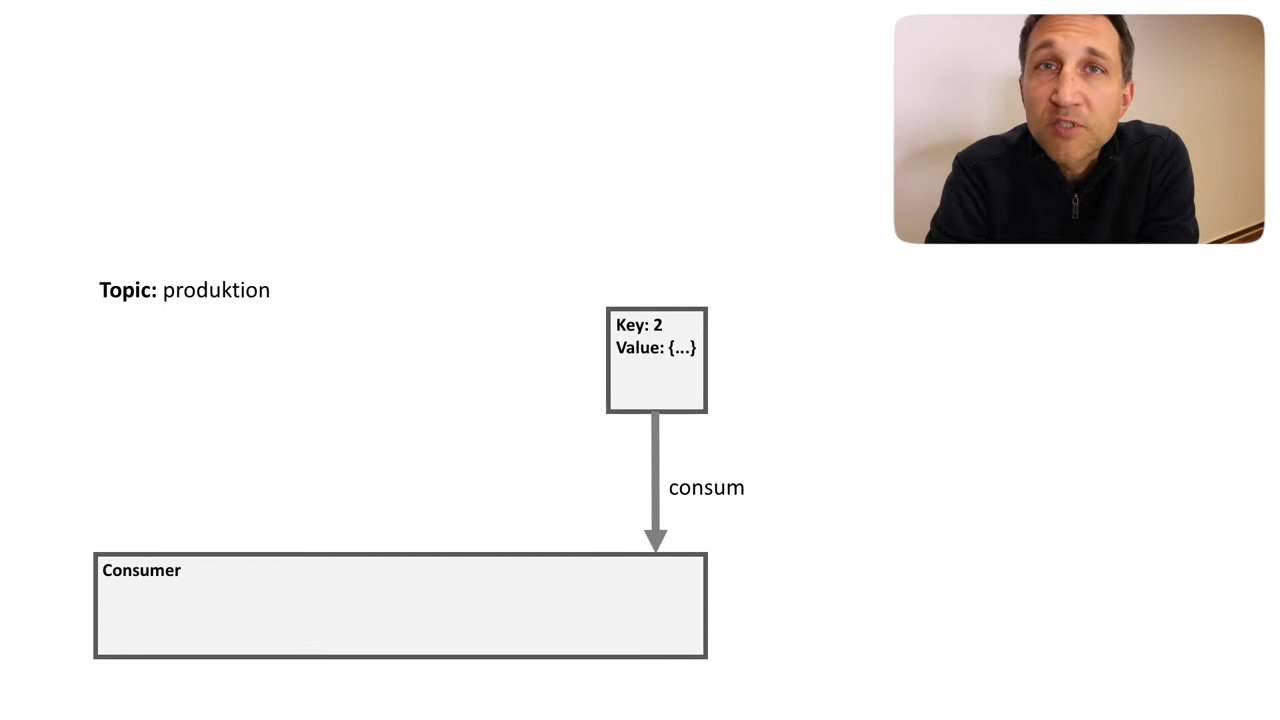 Topic: produktion
Key: 2
Value: {...}
consum
Consumer